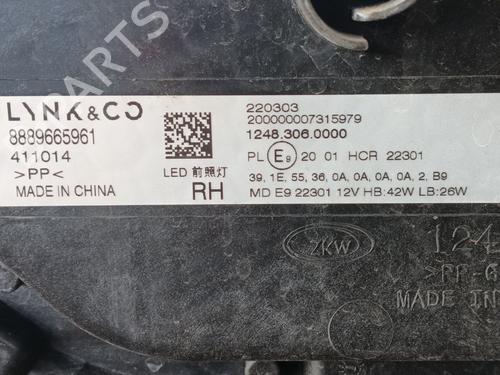 LYNK&CO
8889665961
411014
>PP<
MADE IN CHINA
LED 前照灯
RH
220303
200000007315979
1248.306.0000
PL E9 20 01 HCR 22301
39, 1E, 55, 36, 0A, 0A, 0A, 0A, 2, B9
MD E9 22301 12V HB:42W LB:26W
ZKW
124
>PP-G
MADE IN
B-PARTS